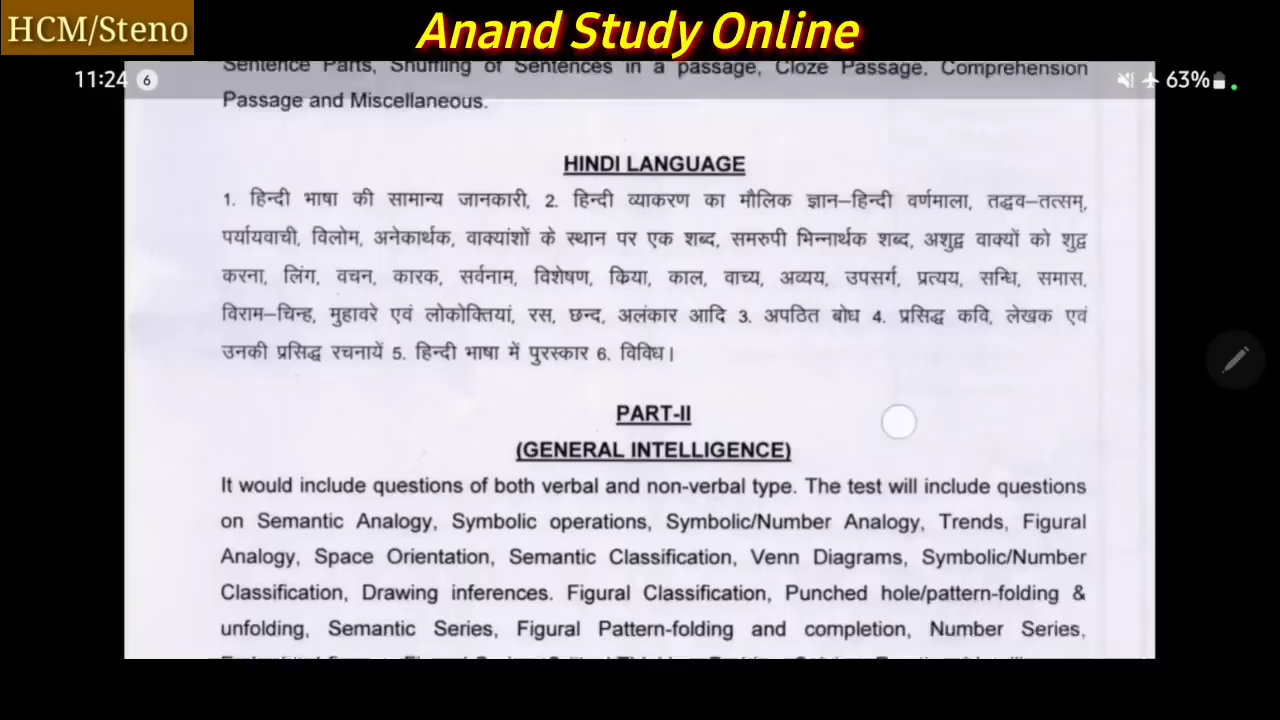 HCM/Steno
Anand Study Online
11:24 6
63%
Sentence Parts, Shuffling of Sentences in a passage, Cloze Passage, Comprehension
Passage and Miscellaneous.
HINDI LANGUAGE
1. हिन्दी भाषा की सामान्य जानकारी, 2. हिन्दी व्याकरण का मौलिक ज्ञान–हिन्दी वर्णमाला, तद्भव–तत्सम्,
पर्यायवाची, विलोम, अनेकार्थक, वाक्यांशों के स्थान पर एक शब्द, समरुपी भिन्नार्थक शब्द, अशुद्व वाक्यों को शुद्व
करना, लिंग, वचन, कारक, सर्वनाम, विशेषण, क्रिया, काल, वाच्य, अव्यय, उपसर्ग, प्रत्यय, सन्धि, समास,
विराम–चिन्ह, मुहावरे एवं लोकोक्तियां, रस, छन्द, अलंकार आदि 3. अपठित बोध 4. प्रसिद्ध कवि, लेखक एवं
उनकी प्रसिद्ध रचनायें 5. हिन्दी भाषा में पुरस्कार 6. विविध।
PART-II
(GENERAL INTELLIGENCE)
It would include questions of both verbal and non-verbal type. The test will include questions
on Semantic Analogy, Symbolic operations, Symbolic/Number Analogy, Trends, Figural
Analogy, Space Orientation, Semantic Classification, Venn Diagrams, Symbolic/Number
Classification, Drawing inferences. Figural Classification, Punched hole/pattern-folding &
unfolding, Semantic Series, Figural Pattern-folding and completion, Number Series,